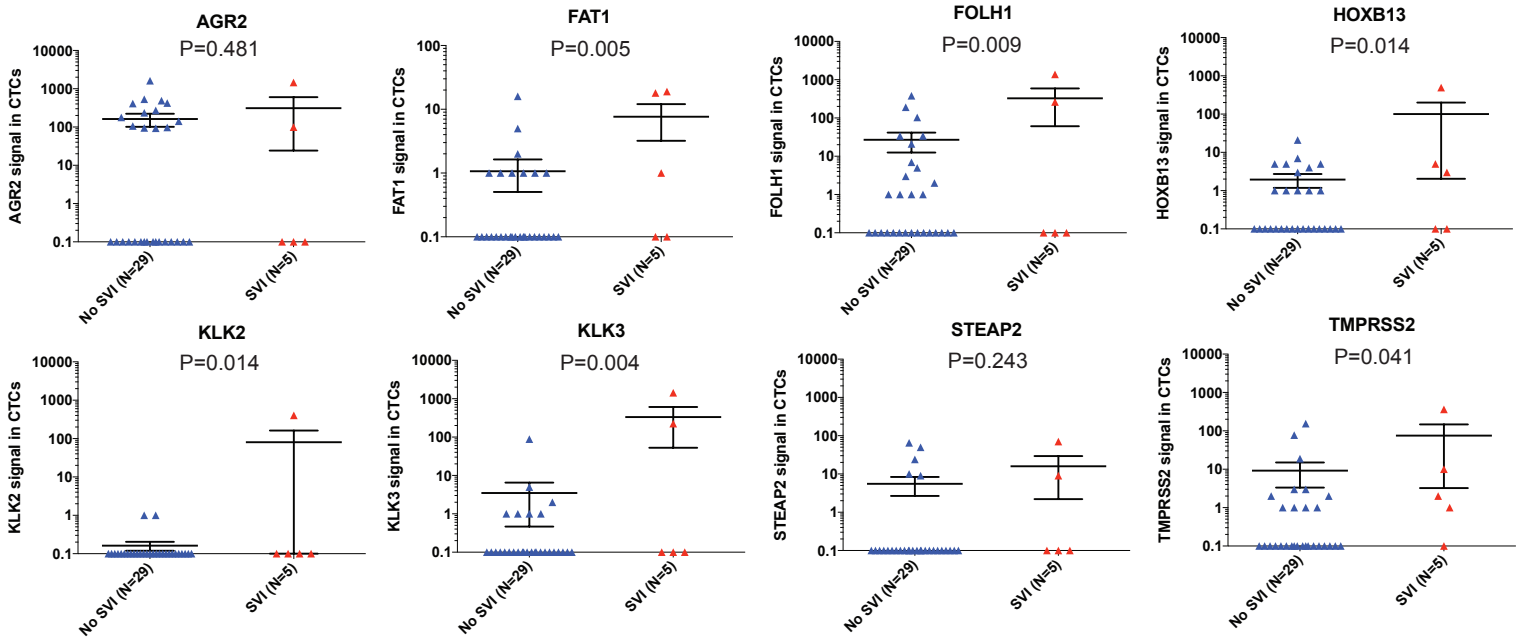 AGR2
P=0.481
AGR2 signal in CTCs
10000
1000
100
10
1
0.1
No SVI (N=29)
SVI (N=5)
FAT1
P=0.005
FAT1 signal in CTCs
100
10
1
0.1
No SVI (N=29)
SVI (N=5)
FOLH1
P=0.009
FOLH1 signal in CTCs
10000
1000
100
10
1
0.1
No SVI (N=29)
SVI (N=5)
HOXB13
P=0.014
HOXB13 signal in CTCs
10000
1000
100
10
1
0.1
No SVI (N=29)
SVI (N=5)
KLK2
P=0.014
KLK2 signal in CTCs
10000
1000
100
10
1
0.1
No SVI (N=29)
SVI (N=5)
KLK3
P=0.004
KLK3 signal in CTCs
10000
1000
100
10
1
0.1
No SVI (N=29)
SVI (N=5)
STEAP2
P=0.243
STEAP2 signal in CTCs
10000
1000
100
10
1
0.1
No SVI (N=29)
SVI (N=5)
TMPRSS2
P=0.041
TMPRSS2 signal in CTCs
10000
1000
100
10
1
0.1
No SVI (N=29)
SVI (N=5)